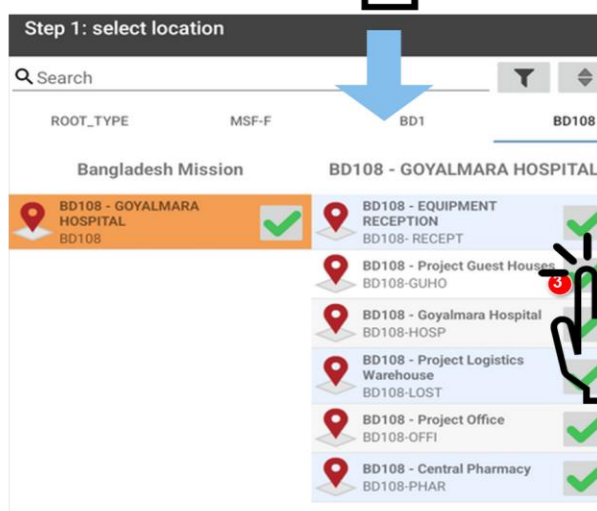 Step 1: select location
Search
ROOT_TYPE MSF-F BD1 BD108
Bangladesh Mission BD108 - GOYALMARA HOSPITAL
BD108 - GOYALMARA
HOSPITAL
BD108
BD108 - EQUIPMENT
RECEPTION
BD108- RECEPT
BD108 - Project Guest Houses
BD108-GUHO
3
BD108 - Goyalmara Hospital
BD108-HOSP
BD108 - Project Logistics
Warehouse
BD108-LOST
BD108 - Project Office
BD108-OFFI
BD108 - Central Pharmacy
BD108-PHAR